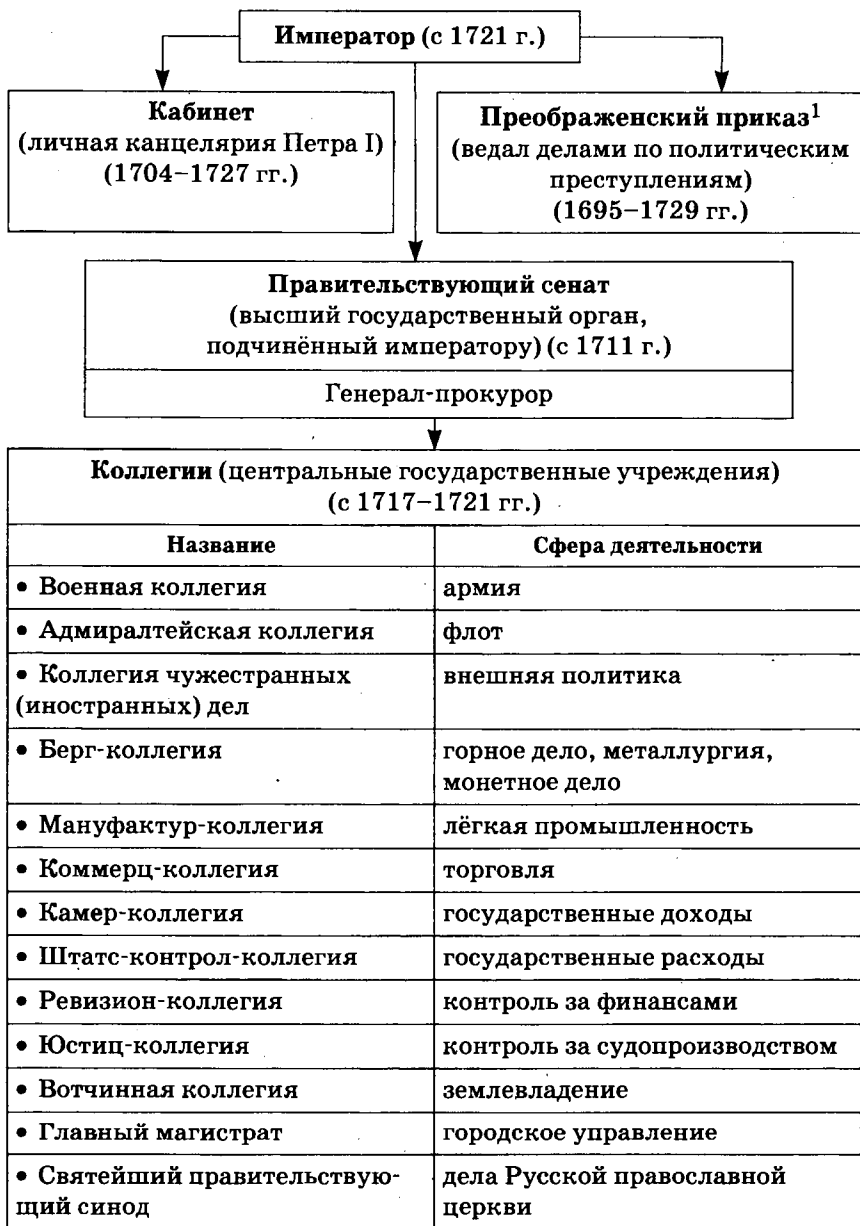 Император (с 1721 г.)
Кабинет
(личная канцелярия Петра I)
(1704–1727 гг.)
Преображенский приказ¹
(ведал делами по политическим
преступлениям)
(1695–1729 гг.)
Правительствующий сенат
(высший государственный орган,
подчинённый императору) (с 1711 г.)
Генерал-прокурор
Коллегии (центральные государственные учреждения)
(с 1717–1721 гг.)
Название
Сфера деятельности
• Военная коллегия
армия
• Адмиралтейская коллегия
флот
• Коллегия чужестранных
(иностранных) дел
внешняя политика
• Берг-коллегия
горное дело, металлургия,
монетное дело
• Мануфактур-коллегия
лёгкая промышленность
• Коммерц-коллегия
торговля
• Камер-коллегия
государственные доходы
• Штатс-контрол-коллегия
государственные расходы
• Ревизион-коллегия
контроль за финансами
• Юстиц-коллегия
контроль за судопроизводством
• Вотчинная коллегия
землевладение
• Главный магистрат
городское управление
• Святейший правительствую-
щий синод
дела Русской православной
церкви